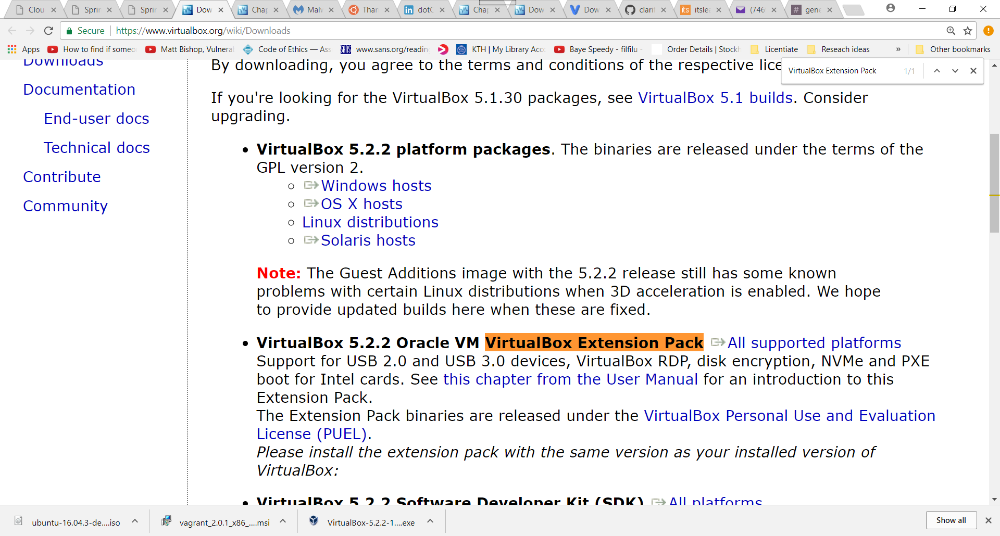 Clou
Sprin
Sprin
Dow
Chap
Malw
Than
dotC
Chap
Dow
Dow
clarif
its
itslea
(746
#
gene
Secure
https://www.virtualbox.org/wiki/Downloads
Apps
How to find if someo
Matt Bishop, Vulnera
Code of Ethics — Ass
SANS
www.sans.org/readin
KTH | My Library Acc
Baye Speedy - filfilu -
Order Details | Stockh
Licentiate
Reseach ideas
»
Other bookmarks
VirtualBox Extension Pack
1/1
Downloads
Documentation
End-user docs
Technical docs
Contribute
Community
By downloading, you agree to the terms and conditions of the respective lice
If you're looking for the VirtualBox 5.1.30 packages, see VirtualBox 5.1 builds. Consider
upgrading.
• VirtualBox 5.2.2 platform packages. The binaries are released under the terms of the
GPL version 2.
Windows hosts
OS X hosts
Linux distributions
Solaris hosts
Note: The Guest Additions image with the 5.2.2 release still has some known
problems with certain Linux distributions when 3D acceleration is enabled. We hope
to provide updated builds here when these are fixed.
• VirtualBox 5.2.2 Oracle VM VirtualBox Extension Pack All supported platforms
Support for USB 2.0 and USB 3.0 devices, VirtualBox RDP, disk encryption, NVMe and PXE
boot for Intel cards. See this chapter from the User Manual for an introduction to this
Extension Pack.
The Extension Pack binaries are released under the VirtualBox Personal Use and Evaluation
License (PUEL).
Please install the extension pack with the same version as your installed version of
VirtualBox:
• VirtualBox 5.2.2 Software Developer Kit (SDK) All platforms
ubuntu-16.04.3-de....iso
vagrant_2.0.1_x86_....msi
VirtualBox-5.2.2-1....exe
Show all